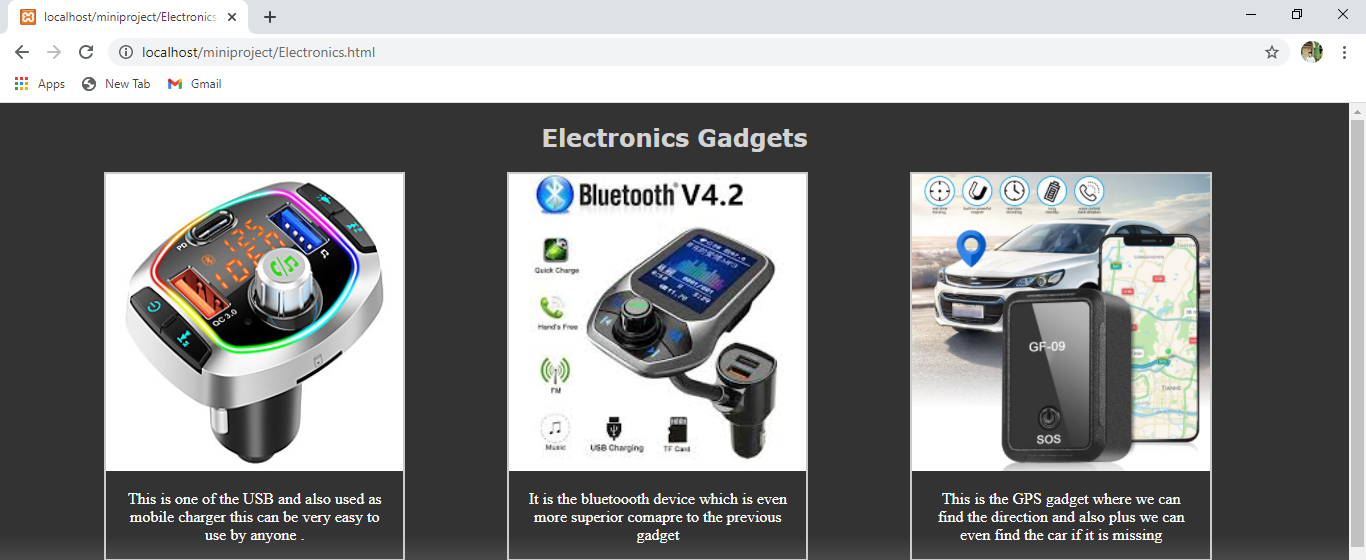 localhost/miniproject/Electronics
localhost/miniproject/Electronics.html
Apps
New Tab
Gmail
Electronics Gadgets
PD
QC 3.0
Bluetooth V4.2
Quick Charge
Hand's Free
FM
Music
USB Charging
TF Card
GF-09
SOS
This is one of the USB and also used as
mobile charger this can be very easy to
use by anyone .
It is the bluetoooth device which is even
more superior comapre to the previous
gadget
This is the GPS gadget where we can
find the direction and also plus we can
even find the car if it is missing